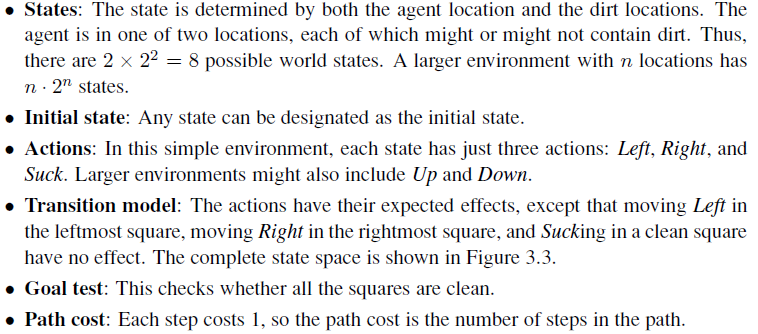 • States: The state is determined by both the agent location and the dirt locations. The
agent is in one of two locations, each of which might or might not contain dirt. Thus,
there are 2 × 2² = 8 possible world states. A larger environment with n locations has
n · 2ⁿ states.
• Initial state: Any state can be designated as the initial state.
• Actions: In this simple environment, each state has just three actions: Left, Right, and
Suck. Larger environments might also include Up and Down.
• Transition model: The actions have their expected effects, except that moving Left in
the leftmost square, moving Right in the rightmost square, and Sucking in a clean square
have no effect. The complete state space is shown in Figure 3.3.
• Goal test: This checks whether all the squares are clean.
• Path cost: Each step costs 1, so the path cost is the number of steps in the path.